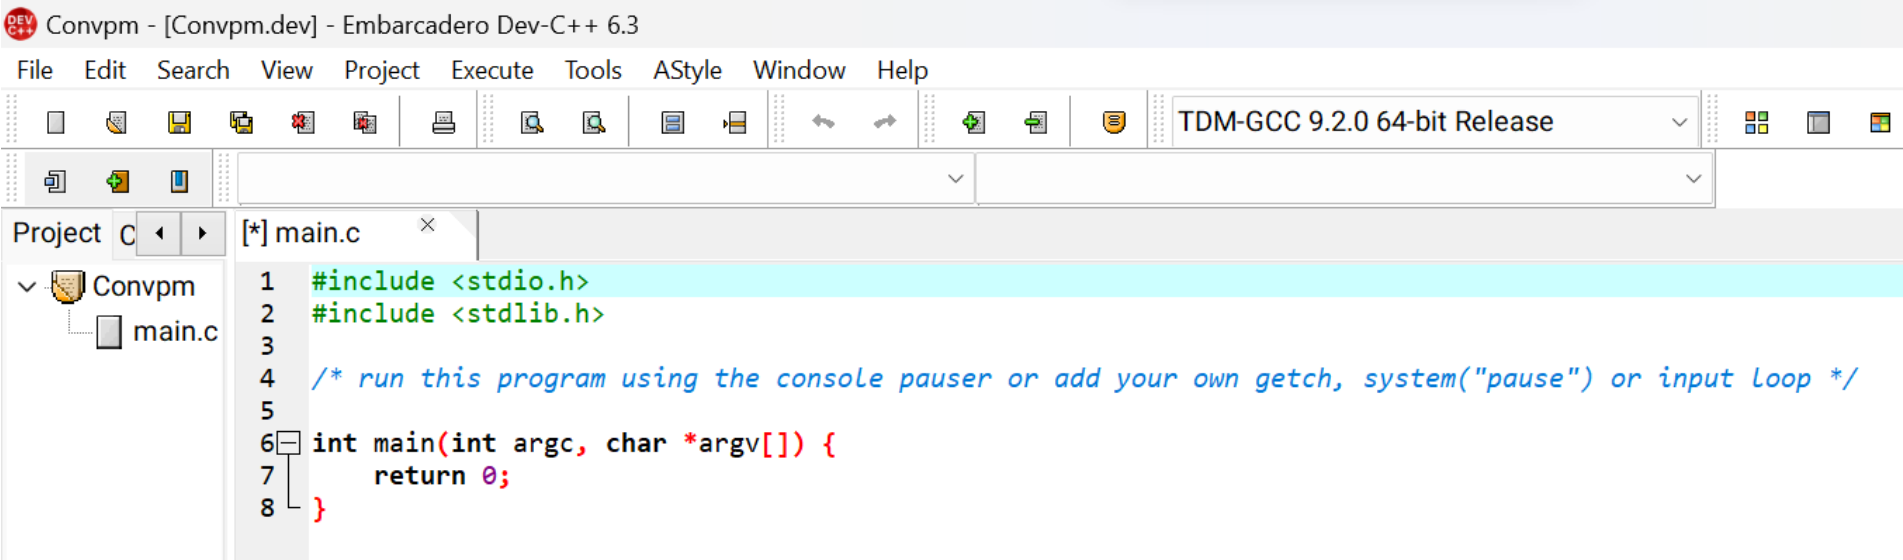 Convpm - [Convpm.dev] - Embarcadero Dev-C++ 6.3
File Edit Search View Project Execute Tools AStyle Window Help
TDM-GCC 9.2.0 64-bit Release
Project C [*] main.c
Convpm
main.c
1 #include <stdio.h>
2 #include <stdlib.h>
3
4 /* run this program using the console pauser or add your own getch, system("pause") or input loop */
5
6 int main(int argc, char *argv[]) {
7 return 0;
8 }